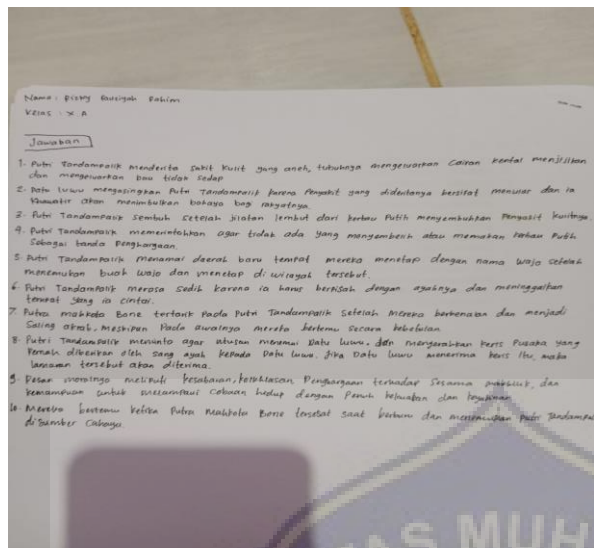 Nama : Fausiyah Rahim
Kelas : X A
Jawaban
1. Putri Tandampalik menderita sakit kulit yang aneh, tubuhnya mengeluarkan Cairan kental menjijikan
dan mengeluarkan bau tidak sedap
2. Datu luwu mengasingkan Putri Tandampalik karena Penyakit yang dideritanya bersifat menular dan ia
khawatir akan menimbulkan bahaya bagi rakyatnya.
3. Putri Tandampalik Sembuh setelah jilatan lembut dari kerbau Putih menyembuhkan Penyakit kulitnya.
4. Putri Tandampalik memerintahkan agar tidak ada yang menyembelih atau memakan kerbau Putih
Sebagai tanda Penghargaan.
5 Putri Tandampalik menamai daerah baru tempat mereka menetap dengan nama Wajo setelah
menemukan buah Wajo dan menetap di wilayah tersebut.
6 Putri Tandampalik merasa Sedih karena ia harus berpisah dengan ayahnya dan meninggalkan
tempat yang ia cintai.
7. Putra mahkota Bone tertarik Pada Putri Tandampalik setelah mereka berkenalan dan menjadi
Saling akrab, meskipun Pada awalnya mereka bertemu secara kebetulan.
8. Putri Tandampalik meminta agar utusan menemui Datu luwu, dan menyerahkan keris Pusaka yang
Pernah diberikan oleh sang ayah kepada Datu luwu. Jika Datu luwu menerima keris itu, maka
lamaran tersebut akan diterima.
9. Pesan meliputi kesabaran, keikhlasan Penghargaan terhadap Sesama makhluk, dan
kemampuan untuk melampaui Cobaan hidup dengan Penuh kekuatan dan
10. Mereka bertemu ketika Putra Mahkota Bone tersesat saat berburu dan menemukan Putri Tandampal
di Sumber Cahaya.
AS MUH